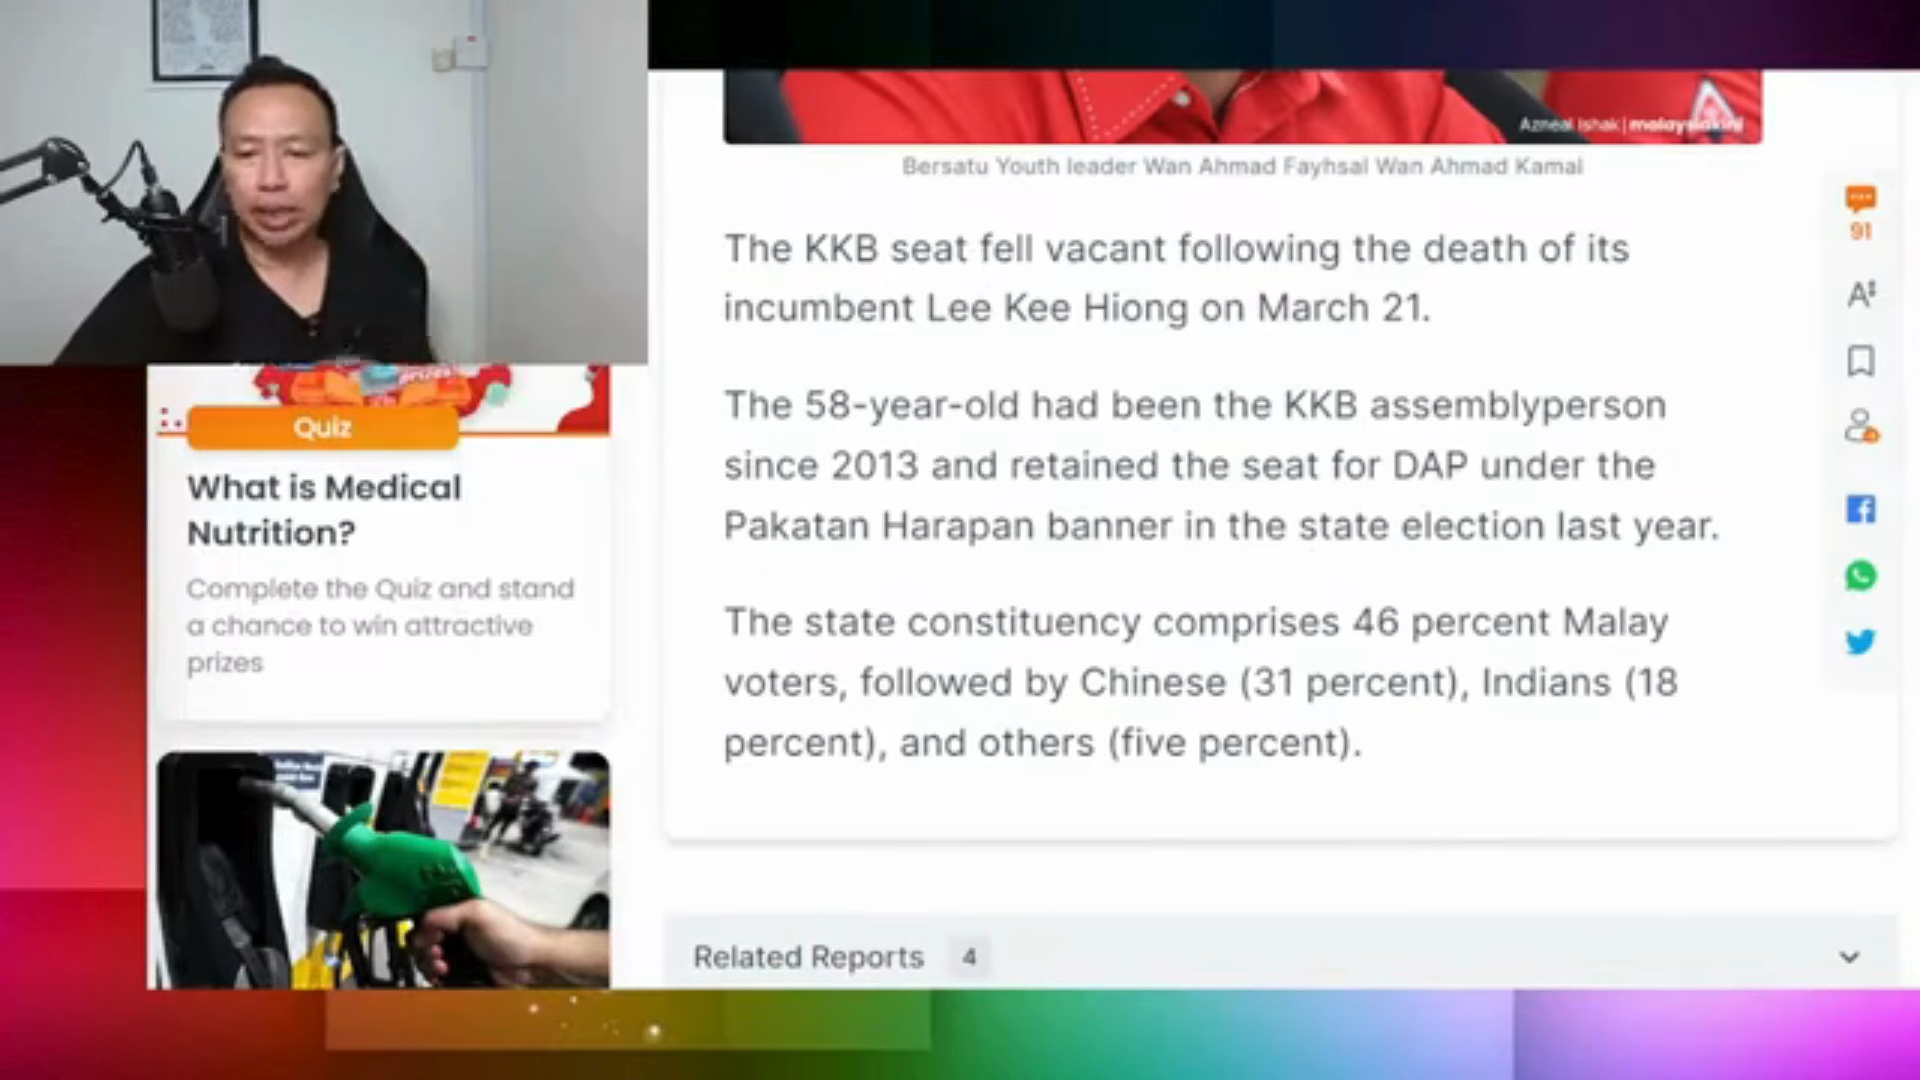 Azneal Ishak | malaysiakini
Bersatu Youth leader Wan Ahmad Fayhsal Wan Ahmad Kamal
The KKB seat fell vacant following the death of its
incumbent Lee Kee Hiong on March 21.
The 58-year-old had been the KKB assemblyperson
since 2013 and retained the seat for DAP under the
Pakatan Harapan banner in the state election last year.
The state constituency comprises 46 percent Malay
voters, followed by Chinese (31 percent), Indians (18
percent), and others (five percent).
Related Reports 4
91
Quiz
What is Medical
Nutrition?
Complete the Quiz and stand
a chance to win attractive
prizes